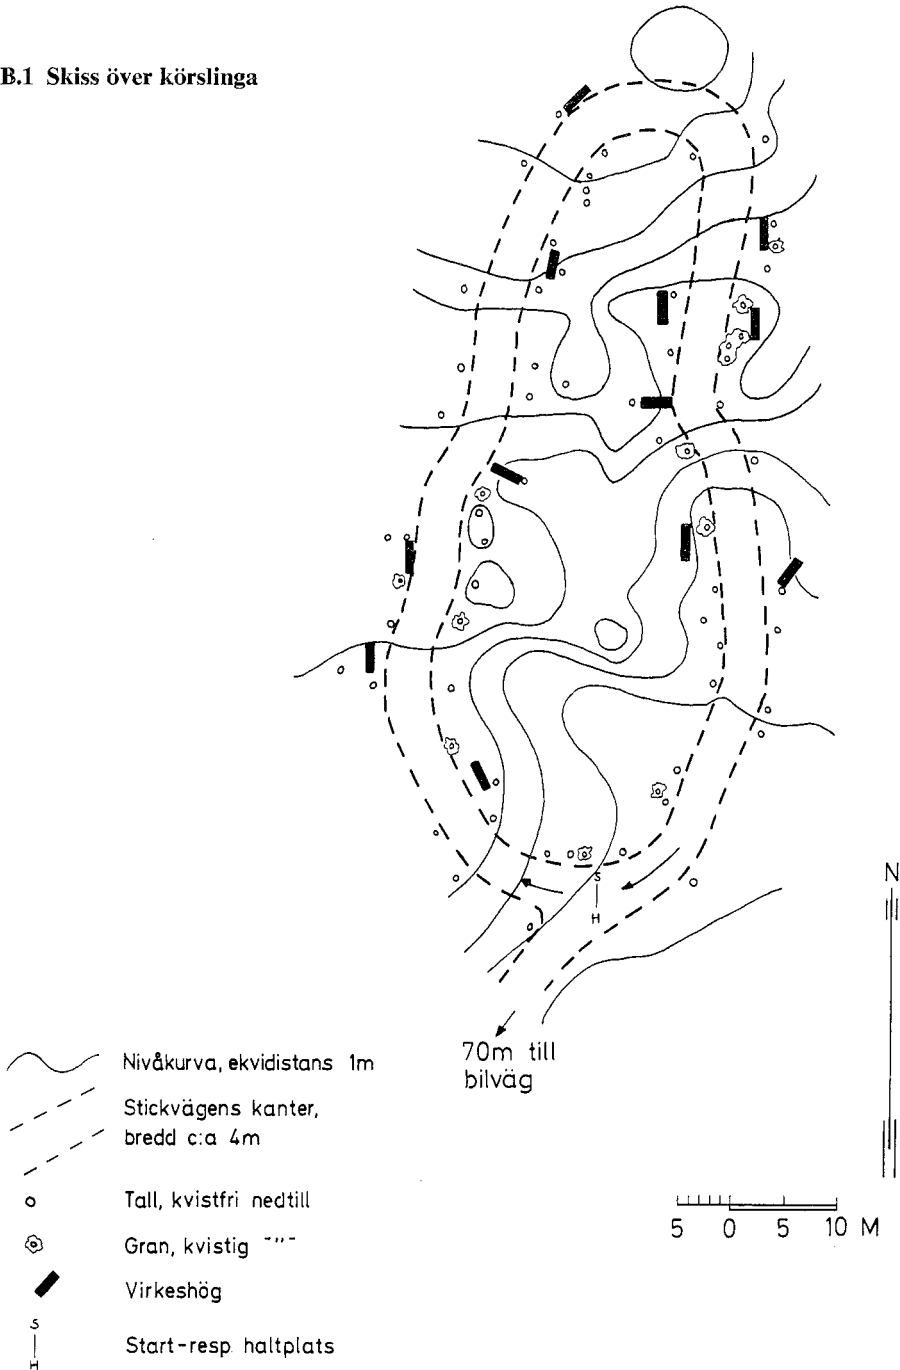 B.1 Skiss över körslinga
S
H
N
70m till
bilväg
Nivåkurva, ekvidistans 1m
Stickvägens kanter,
bredd c:a 4m
Tall, kvistfri nedtill
Gran, kvistig -"-
Virkeshög
S
H
Start-resp. haltplats
5 0 5 10 M